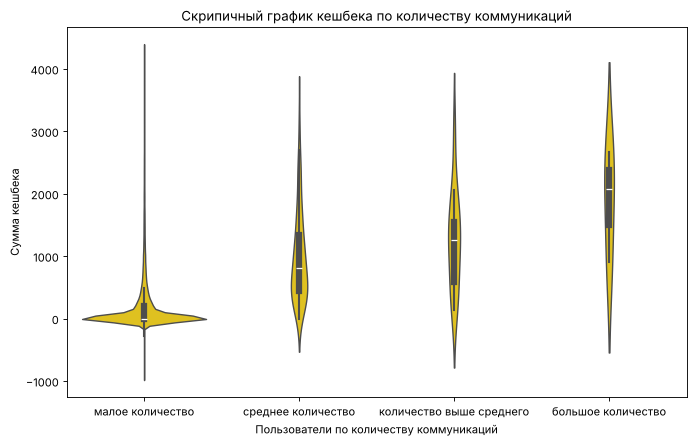 Скрипичный график кешбека по количеству коммуникаций
4000
3000
2000
1000
0
−1000
Сумма кешбека
малое количество среднее количество количество выше среднего большое количество
Пользователи по количеству коммуникаций